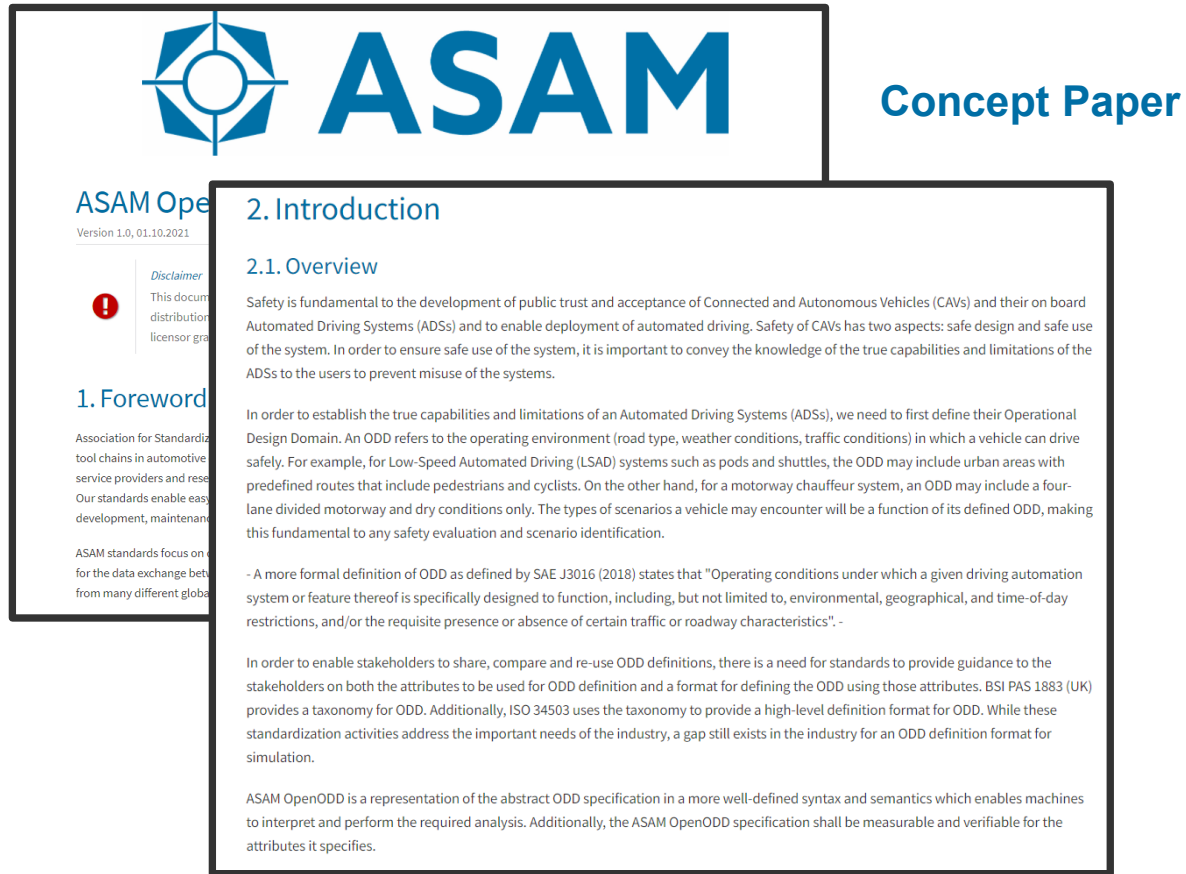 ASAM
Concept Paper
ASAM Ope
Version 1.0, 01.10.2021
Disclaimer
This docum
distribution
licensor gra
1. Foreword
Association for Standardiz
tool chains in automotive
service providers and rese
Our standards enable easy
development, maintenanc
ASAM standards focus on
for the data exchange betw
from many different globa
2. Introduction
2.1. Overview
Safety is fundamental to the development of public trust and acceptance of Connected and Autonomous Vehicles (CAVs) and their on board
Automated Driving Systems (ADSs) and to enable deployment of automated driving. Safety of CAVs has two aspects: safe design and safe use
of the system. In order to ensure safe use of the system, it is important to convey the knowledge of the true capabilities and limitations of the
ADSs to the users to prevent misuse of the systems.
In order to establish the true capabilities and limitations of an Automated Driving Systems (ADSs), we need to first define their Operational
Design Domain. An ODD refers to the operating environment (road type, weather conditions, traffic conditions) in which a vehicle can drive
safely. For example, for Low-Speed Automated Driving (LSAD) systems such as pods and shuttles, the ODD may include urban areas with
predefined routes that include pedestrians and cyclists. On the other hand, for a motorway chauffeur system, an ODD may include a four-
lane divided motorway and dry conditions only. The types of scenarios a vehicle may encounter will be a function of its defined ODD, making
this fundamental to any safety evaluation and scenario identification.
- A more formal definition of ODD as defined by SAE J3016 (2018) states that "Operating conditions under which a given driving automation
system or feature thereof is specifically designed to function, including, but not limited to, environmental, geographical, and time-of-day
restrictions, and/or the requisite presence or absence of certain traffic or roadway characteristics". -
In order to enable stakeholders to share, compare and re-use ODD definitions, there is a need for standards to provide guidance to the
stakeholders on both the attributes to be used for ODD definition and a format for defining the ODD using those attributes. BSI PAS 1883 (UK)
provides a taxonomy for ODD. Additionally, ISO 34503 uses the taxonomy to provide a high-level definition format for ODD. While these
standardization activities address the important needs of the industry, a gap still exists in the industry for an ODD definition format for
simulation.
ASAM OpenODD is a representation of the abstract ODD specification in a more well-defined syntax and semantics which enables machines
to interpret and perform the required analysis. Additionally, the ASAM OpenODD specification shall be measurable and verifiable for the
attributes it specifies.